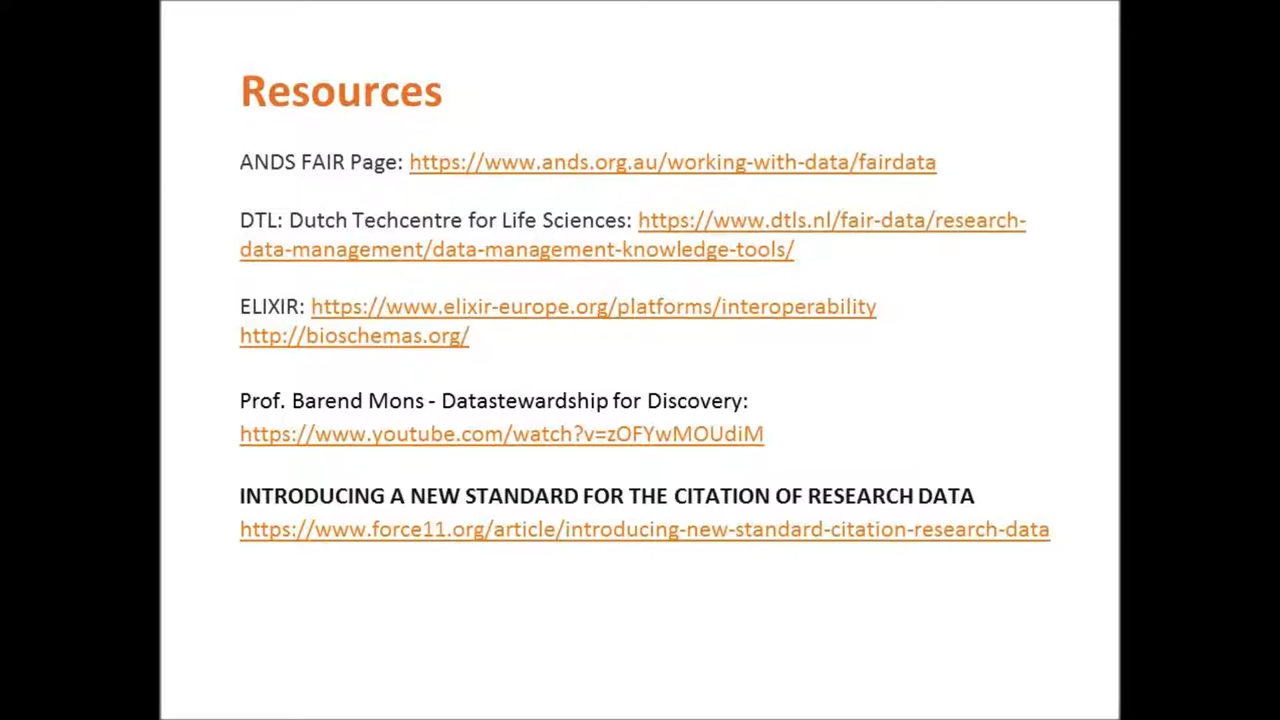 Resources
ANDS FAIR Page: https://www.ands.org.au/working-with-data/fairdata
DTL: Dutch Techcentre for Life Sciences: https://www.dtls.nl/fair-data/research-
data-management/data-management-knowledge-tools/
ELIXIR: https://www.elixir-europe.org/platforms/interoperability
http://bioschemas.org/
Prof. Barend Mons - Datastewardship for Discovery:
https://www.youtube.com/watch?v=zOFYwMOUdiM
INTRODUCING A NEW STANDARD FOR THE CITATION OF RESEARCH DATA
https://www.force11.org/article/introducing-new-standard-citation-research-data